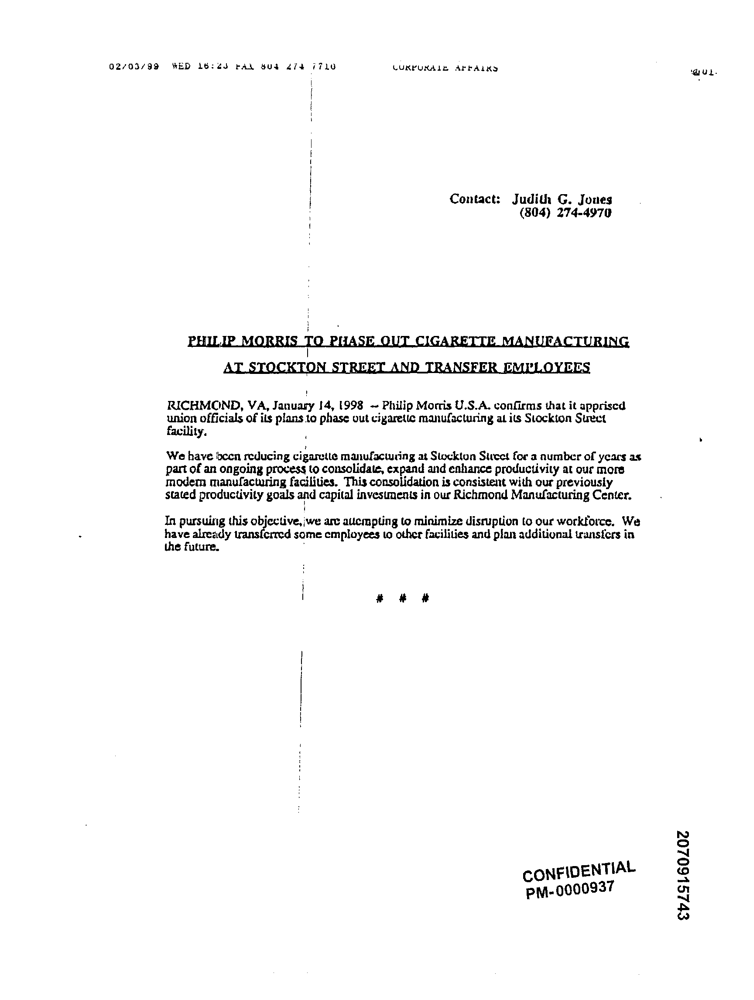 02/03/99 WED 16:23 FAX 804 274 7710 CORPORATE AFFAIRS 01
Contact: Judith G. Jones
(804) 274-4970
PHILIP MORRIS TO PHASE OUT CIGARETTE MANUFACTURING
AT STOCKTON STREET AND TRANSFER EMPLOYEES
RICHMOND, VA, January 14, 1998 -- Philip Morris U.S.A. confirms that it apprised
union officials of its plans to phase out cigarette manufacturing at its Stockton Street
facility.
We have been reducing cigarette manufacturing at Stockton Street for a number of years as
part of an ongoing process to consolidate, expand and enhance productivity at our more
modern manufacturing facilities. This consolidation is consistent with our previously
stated productivity goals and capital investments in our Richmond Manufacturing Center.
In pursuing this objective, we are attempting to minimize disruption to our workforce. We
have already transferred some employees to other facilities and plan additional transfers in
the future.
# # #
CONFIDENTIAL
PM-0000937
2070915743